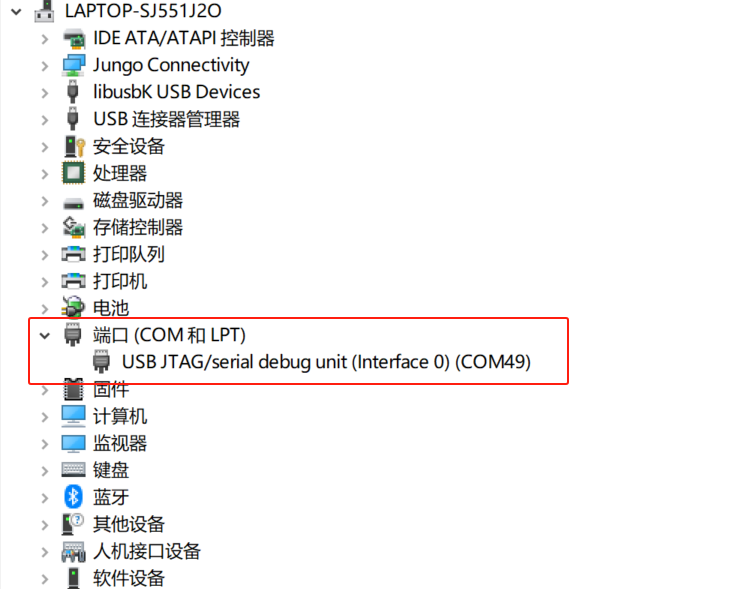 LAPTOP-SJ551J2O
IDE ATA/ATAPI 控制器
Jungo Connectivity
libusbK USB Devices
USB 连接器管理器
安全设备
处理器
磁盘驱动器
存储控制器
打印队列
打印机
电池
端口 (COM 和 LPT)
USB JTAG/serial debug unit (Interface 0) (COM49)
固件
计算机
监视器
键盘
蓝牙
其他设备
人机接口设备
软件设备